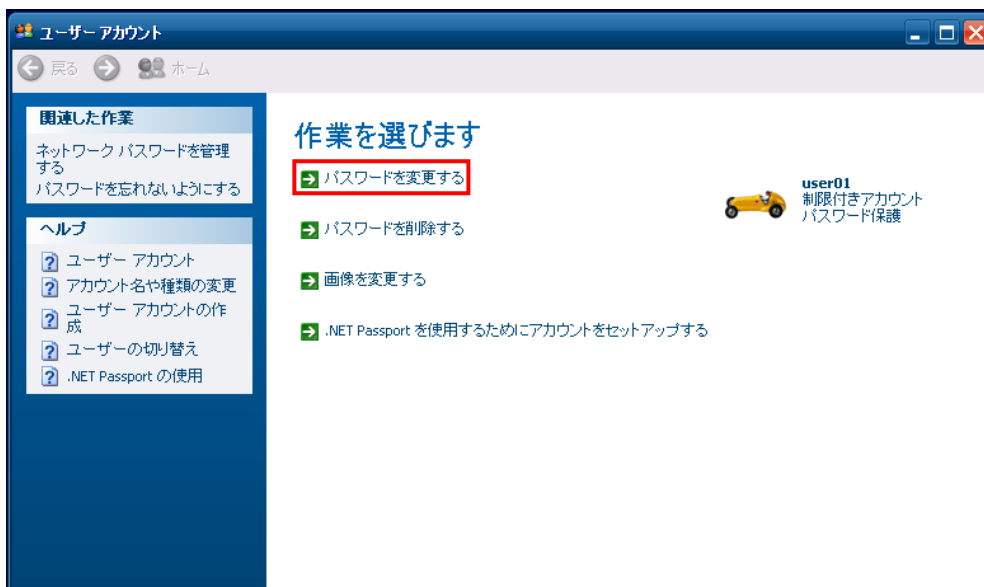 ユーザー アカウント
戻る ホーム
関連した作業
ネットワーク パスワードを管理
する
パスワードを忘れないようにする
ヘルプ
ユーザー アカウント
アカウント名や種類の変更
ユーザー アカウントの作
成
ユーザーの切り替え
.NET Passport の使用
作業を選びます
パスワードを変更する
パスワードを削除する
画像を変更する
.NET Passport を使用するためにアカウントをセットアップする
user01
制限付きアカウント
パスワード保護